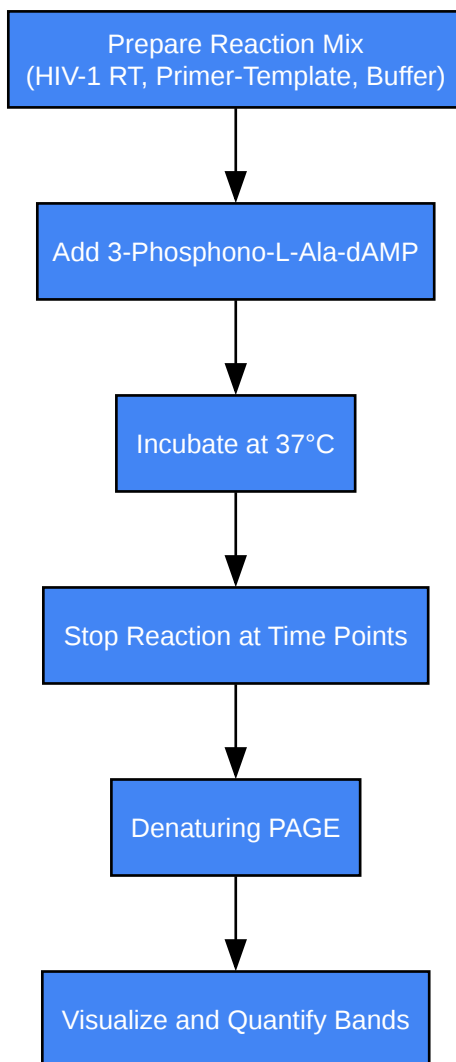 Prepare Reaction Mix
(HIV-1 RT, Primer-Template, Buffer)
Add 3-Phosphono-L-Ala-dAMP
Incubate at 37°C
Stop Reaction at Time Points
Denaturing PAGE
Visualize and Quantify Bands